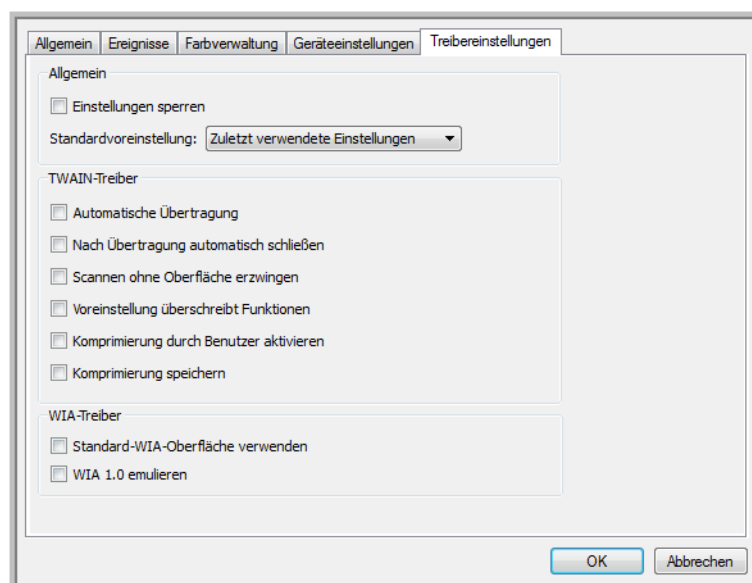 Allgemein Ereignisse Farbverwaltung Geräteeinstellungen Treibereinstellungen
Allgemein
Einstellungen sperren
Standardvoreinstellung: Zuletzt verwendete Einstellungen
TWAIN-Treiber
Automatische Übertragung
Nach Übertragung automatisch schließen
Scannen ohne Oberfläche erzwingen
Voreinstellung überschreibt Funktionen
Komprimierung durch Benutzer aktivieren
Komprimierung speichern
WIA-Treiber
Standard-WIA-Oberfläche verwenden
WIA 1.0 emulieren
OK Abbrechen